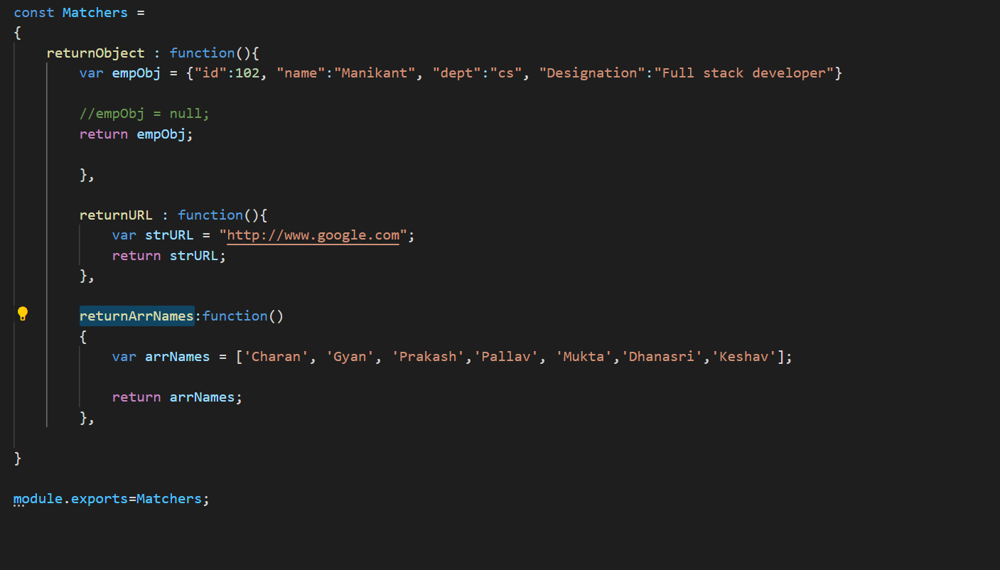 const Matchers =
{
    returnObject : function(){
        var empObj = {"id":102, "name":"Manikant", "dept":"cs", "Designation":"Full stack developer"}
        //empObj = null;
        return empObj;
        },
        returnURL : function(){
            var strURL = "http://www.google.com";
            return strURL;
        },
        returnArrNames:function()
        {
            var arrNames = ['Charan', 'Gyan', 'Prakash','Pallav', 'Mukta','Dhanasri','Keshav'];
            return arrNames;
        },
}
module.exports=Matchers;